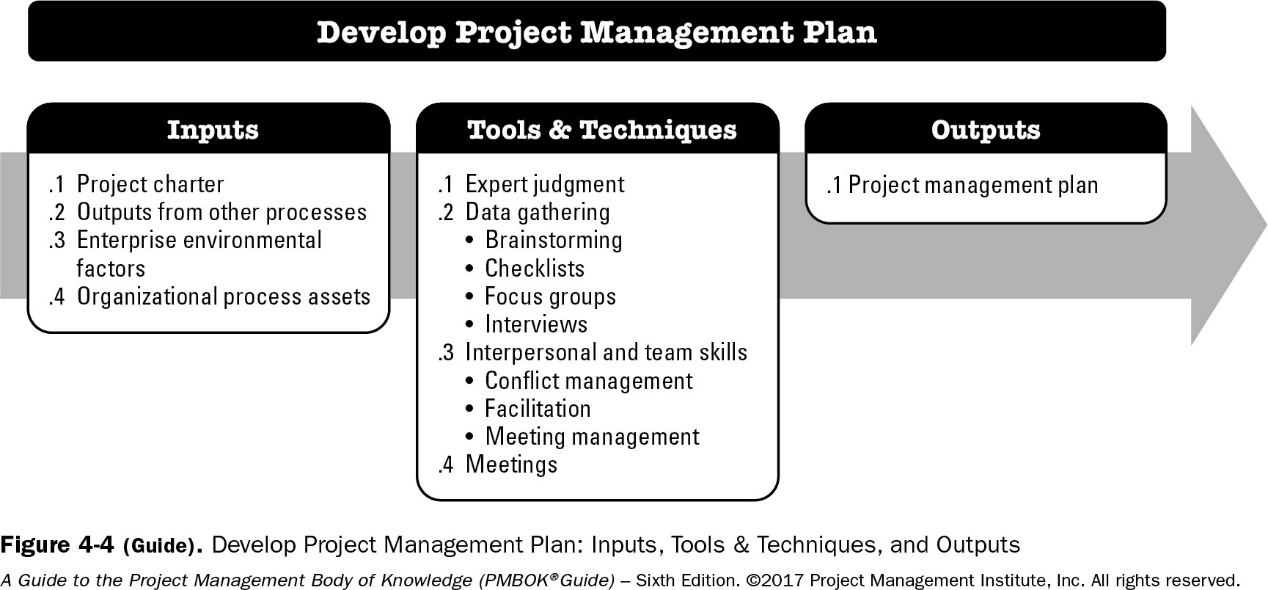 Develop Project Management Plan
Inputs
.1 Project charter
.2 Outputs from other processes
.3 Enterprise environmental
factors
.4 Organizational process assets
Tools & Techniques
.1 Expert judgment
.2 Data gathering
• Brainstorming
• Checklists
• Focus groups
• Interviews
.3 Interpersonal and team skills
• Conflict management
• Facilitation
• Meeting management
.4 Meetings
Outputs
.1 Project management plan
Figure 4-4 (Guide). Develop Project Management Plan: Inputs, Tools & Techniques, and Outputs
A Guide to the Project Management Body of Knowledge (PMBOK® Guide) – Sixth Edition. ©2017 Project Management Institute, Inc. All rights reserved.